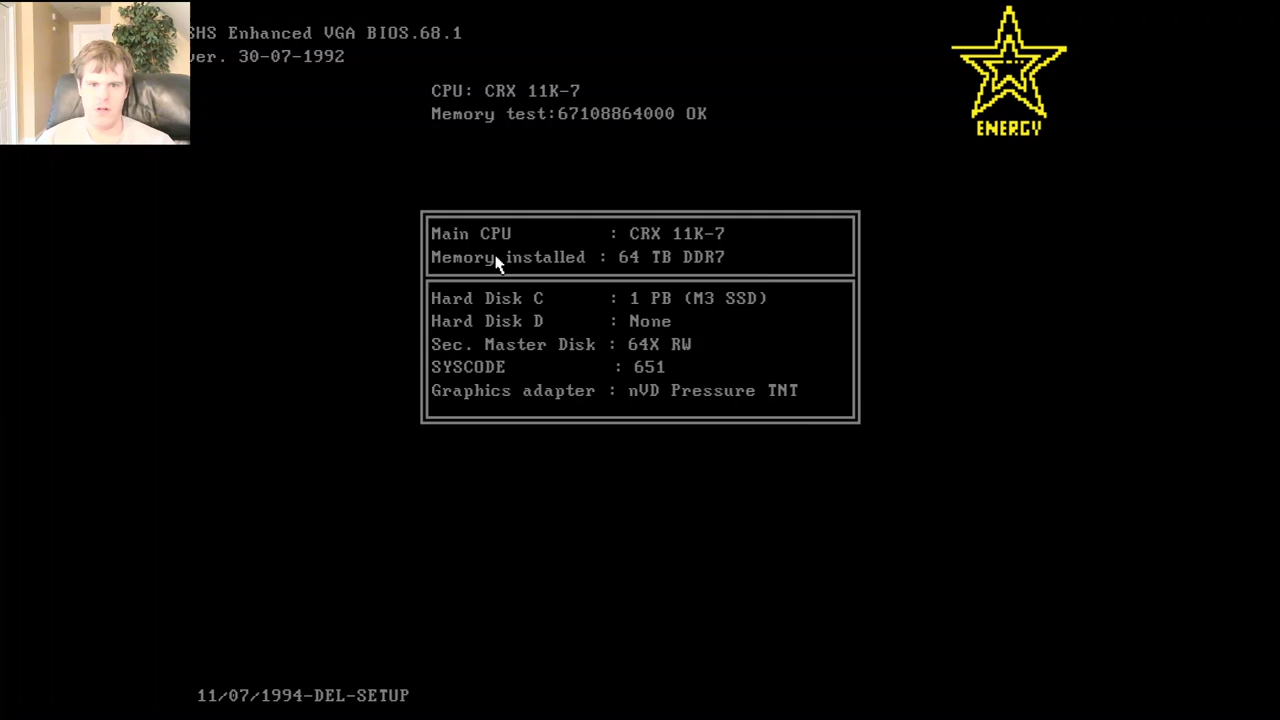 SHS Enhanced VGA BIOS.68.1
ver. 30-07-1992
ENERGY
CPU: CRX 11K-7
Memory test:67108864000 OK
Main CPU : CRX 11K-7
Memory installed : 64 TB DDR7
Hard Disk C : 1 PB (M3 SSD)
Hard Disk D : None
Sec. Master Disk : 64X RW
SYSCODE : 651
Graphics adapter : nVD Pressure TNT
11/07/1994-DEL-SETUP